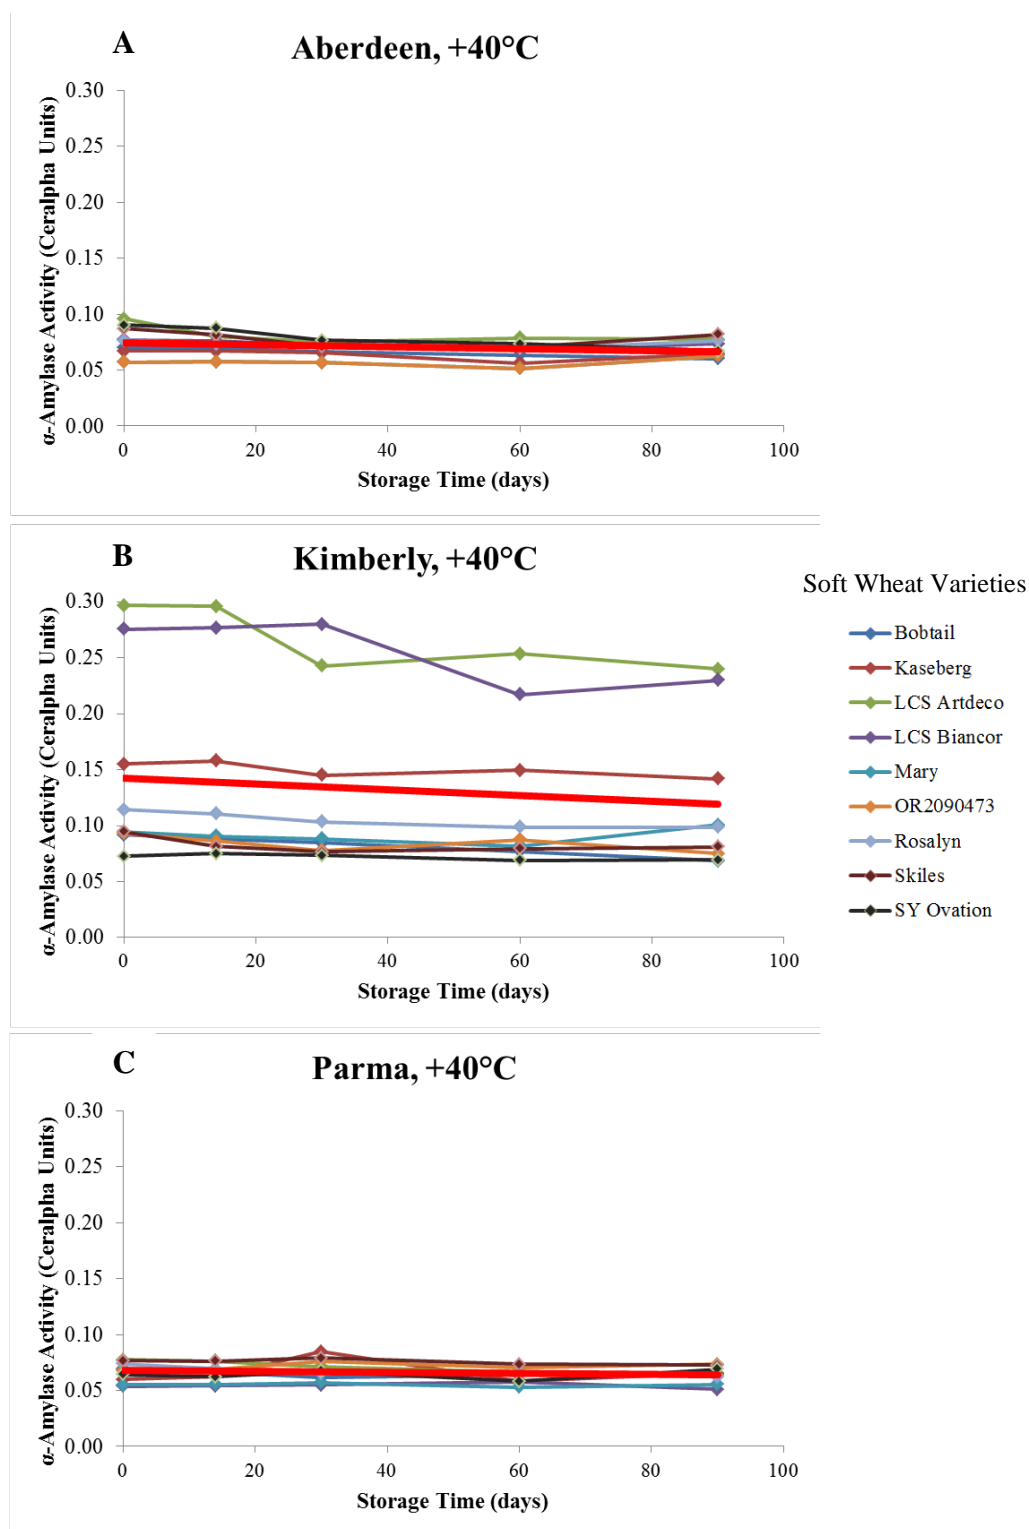 A
Aberdeen, +40°C
α-Amylase Activity (Ceralpha Units)
0.30
0.25
0.20
0.15
0.10
0.05
0.00
0 20 40 60 80 100
Storage Time (days)
B
Kimberly, +40°C
α-Amylase Activity (Ceralpha Units)
0.30
0.25
0.20
0.15
0.10
0.05
0.00
0 20 40 60 80 100
Storage Time (days)
Soft Wheat Varieties
Bobtail
Kaseberg
LCS Artdeco
LCS Biancor
Mary
OR2090473
Rosalyn
Skiles
SY Ovation
C
Parma, +40°C
α-Amylase Activity (Ceralpha Units)
0.30
0.25
0.20
0.15
0.10
0.05
0.00
0 20 40 60 80 100
Storage Time (days)